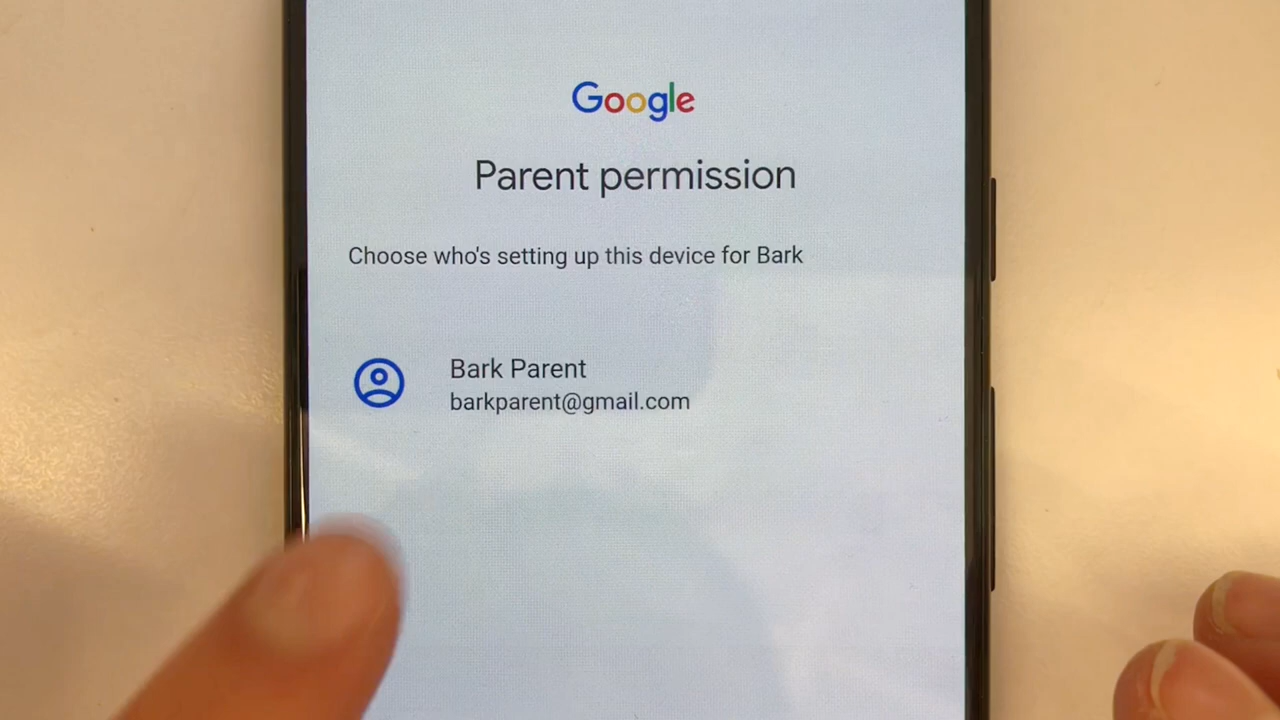 Google
Parent permission
Choose who's setting up this device for Bark
Bark Parent
barkparent@gmail.com